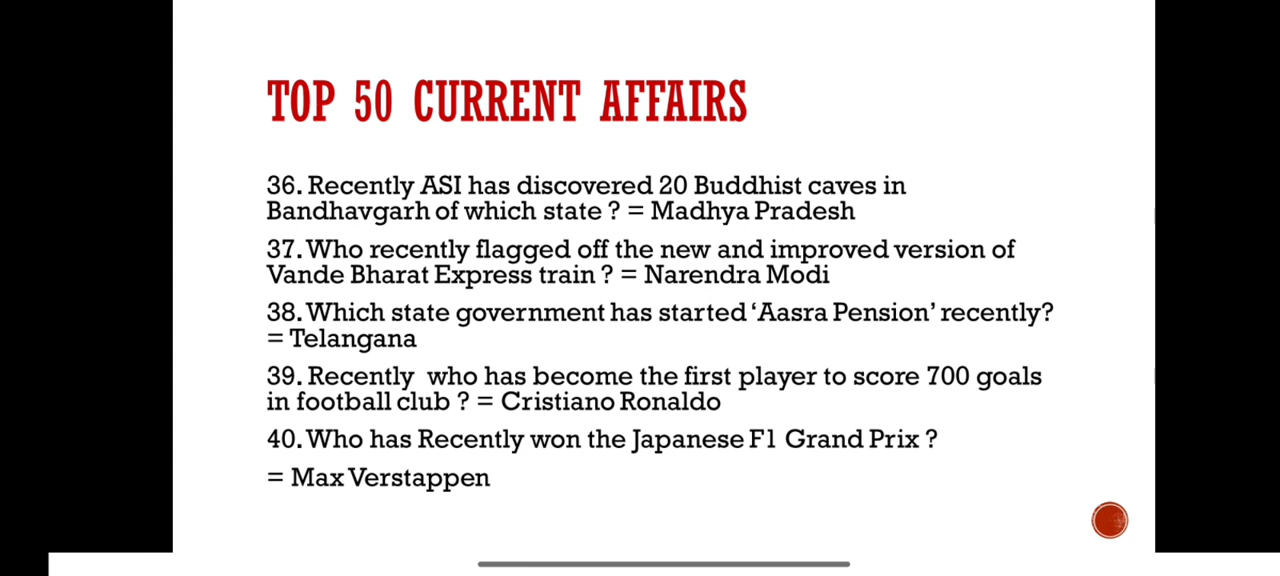 TOP 50 CURRENT AFFAIRS
36. Recently ASI has discovered 20 Buddhist caves in
Bandhavgarh of which state ? = Madhya Pradesh
37. Who recently flagged off the new and improved version of
Vande Bharat Express train ? = Narendra Modi
38. Which state government has started ‘Aasra Pension’ recently?
= Telangana
39. Recently who has become the first player to score 700 goals
in football club ? = Cristiano Ronaldo
40. Who has Recently won the Japanese F1 Grand Prix ?
= Max Verstappen